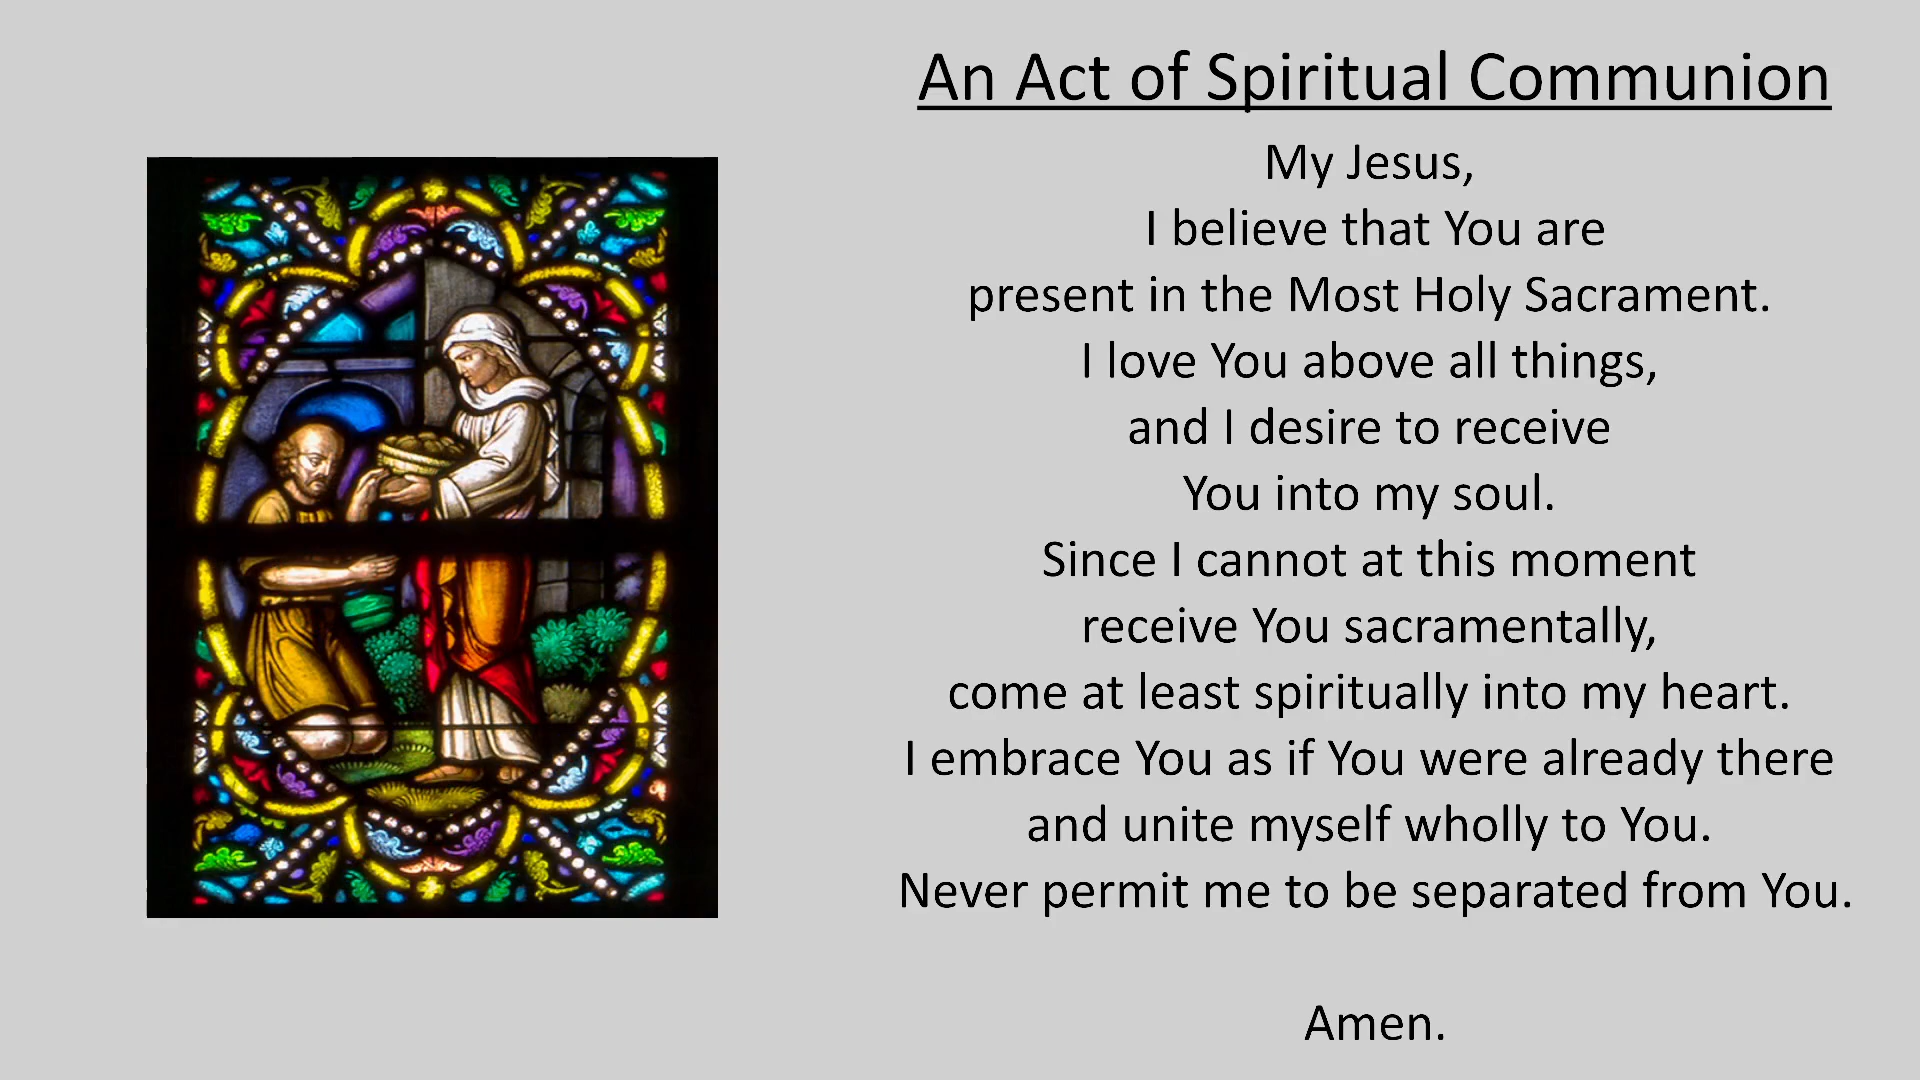 An Act of Spiritual Communion
My Jesus,
I believe that You are
present in the Most Holy Sacrament.
I love You above all things,
and I desire to receive
You into my soul.
Since I cannot at this moment
receive You sacramentally,
come at least spiritually into my heart.
I embrace You as if You were already there
and unite myself wholly to You.
Never permit me to be separated from You.
Amen.